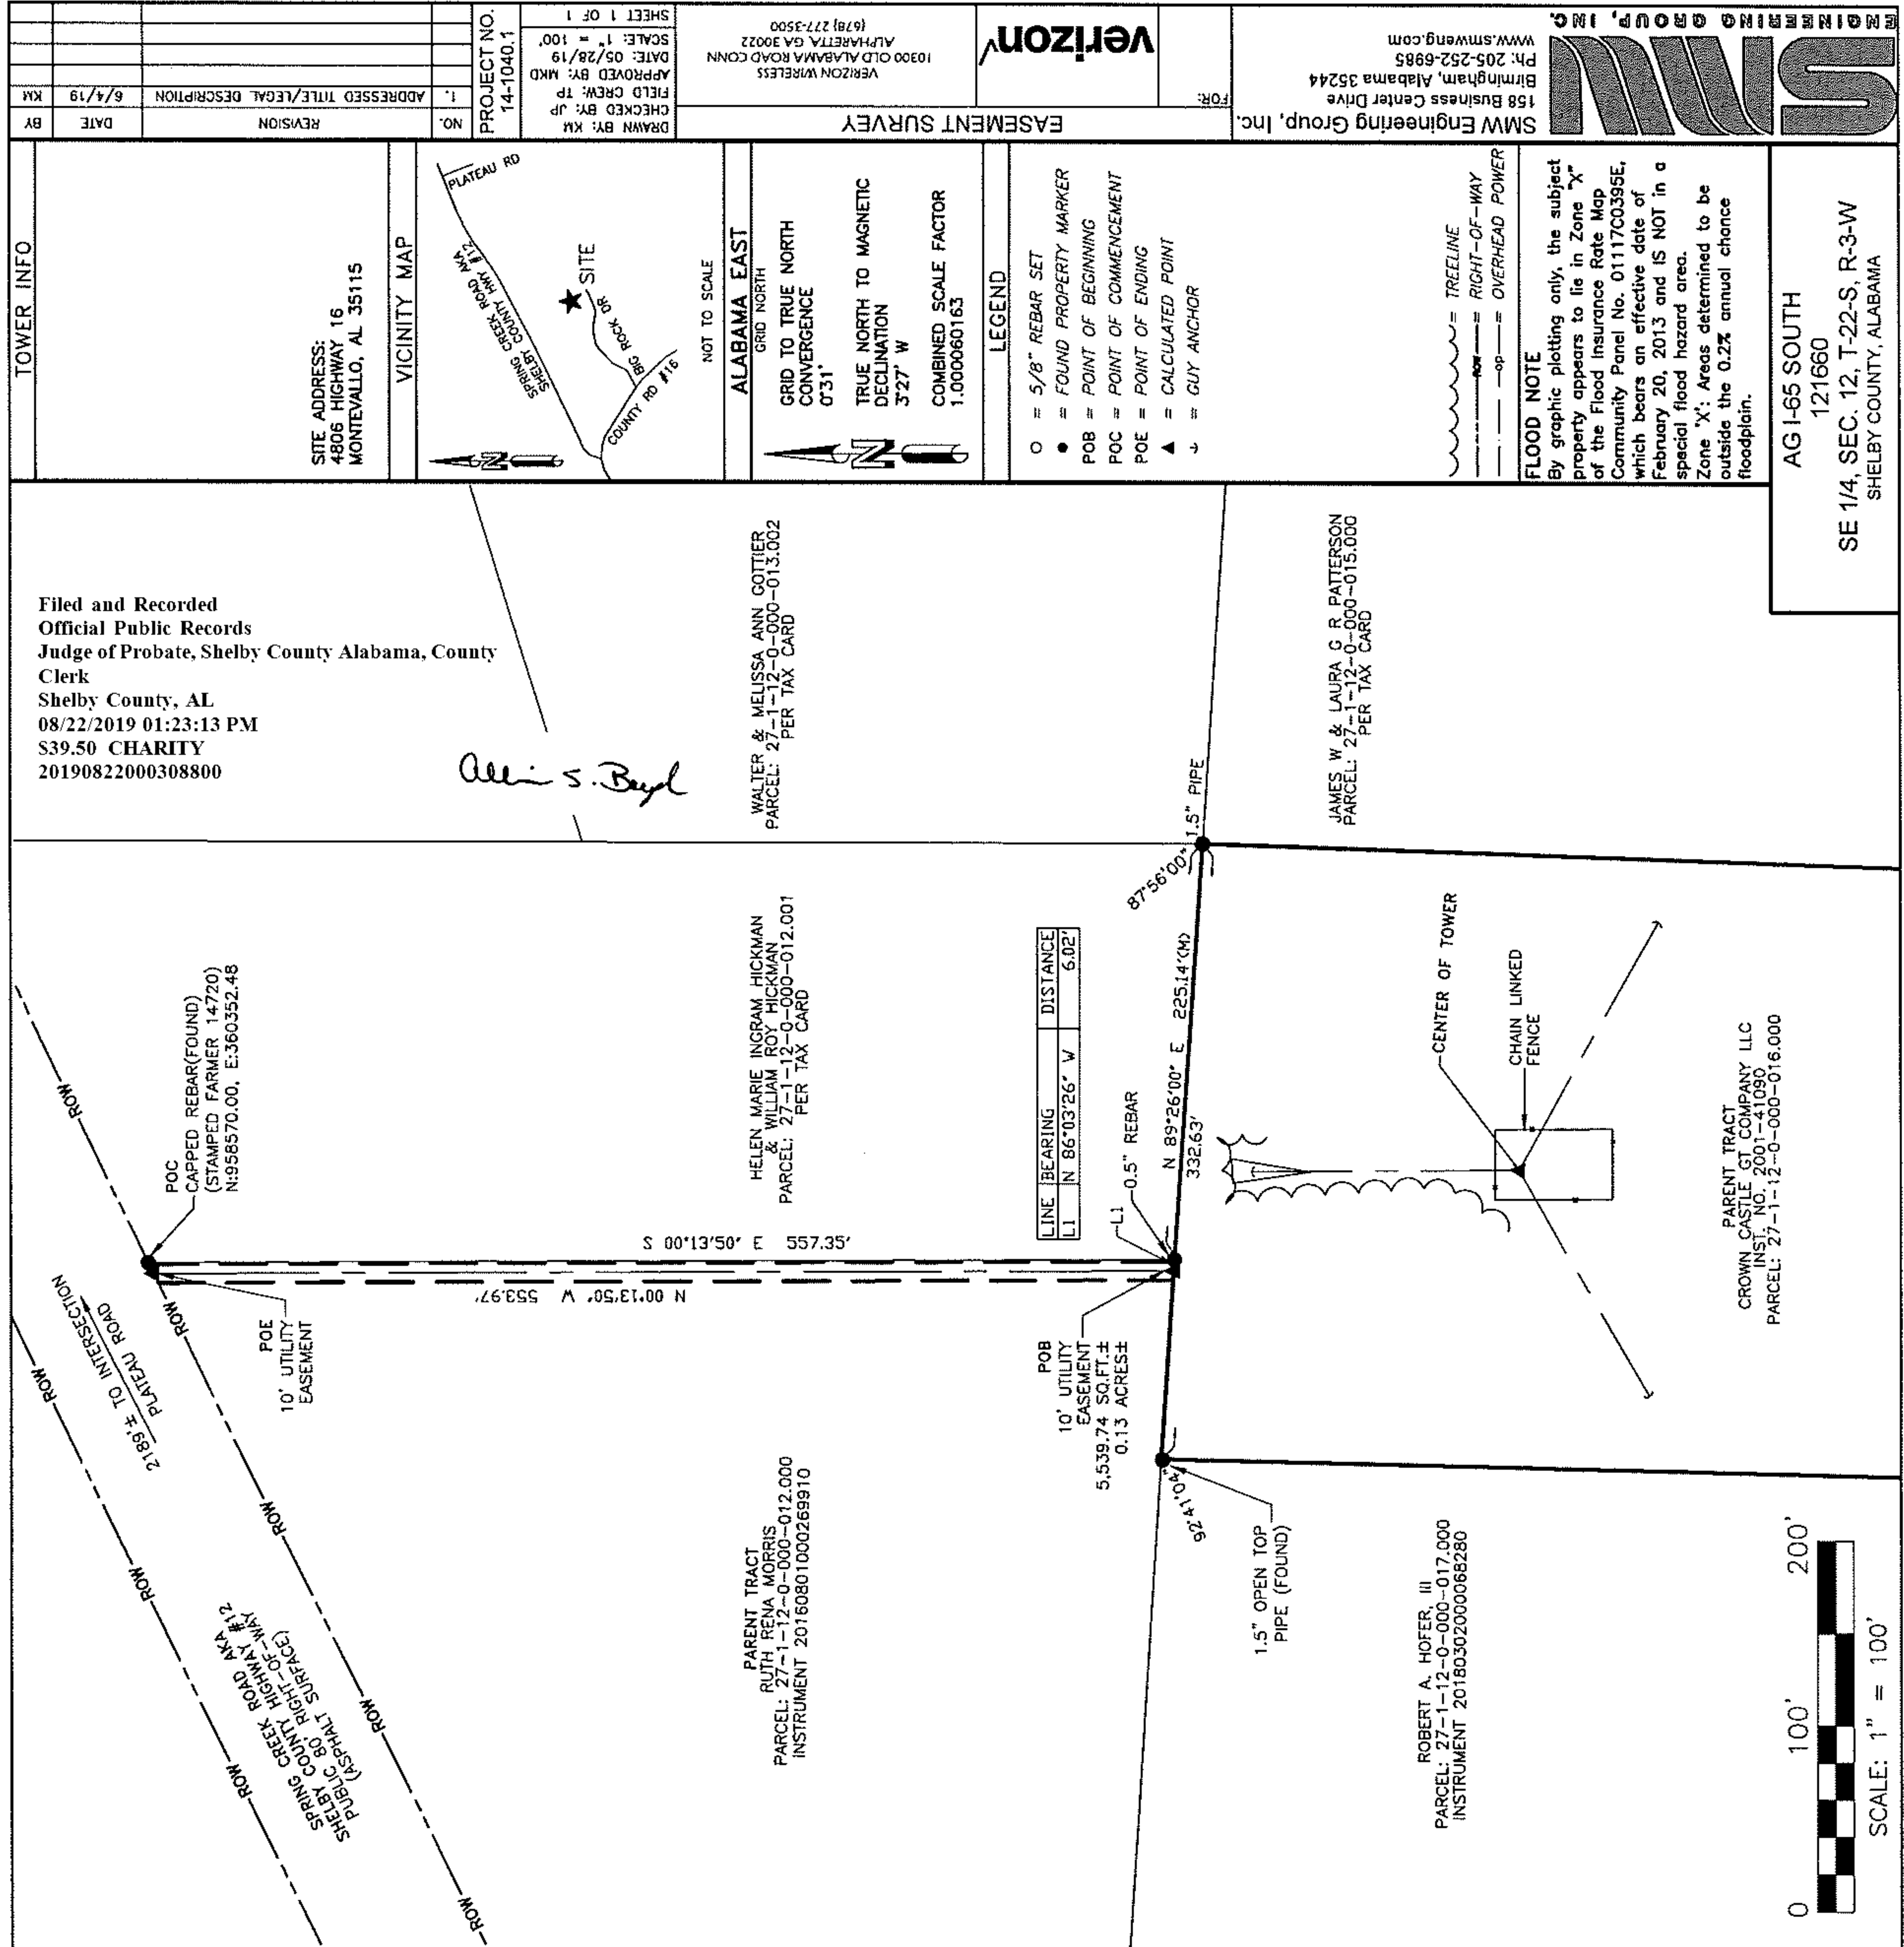 TOWER INFO
SITE ADDRESS:
4806 HIGHWAY 16
MONTEVALLO, AL 35115
VICINITY MAP
PLATEAU RD
SPRING CREEK ROAD AKA
SHELBY COUNTY HWY #12
SITE
BIG ROCK DR
COUNTY RD #16
N
NOT TO SCALE
ALABAMA EAST
GRID NORTH
N
GRID TO TRUE NORTH
CONVERGENCE
0°31'
TRUE NORTH TO MAGNETIC
DECLINATION
3°27' W
COMBINED SCALE FACTOR
1.000060163
LEGEND
○ = 5/8" REBAR SET
● = FOUND PROPERTY MARKER
POB = POINT OF BEGINNING
POC = POINT OF COMMENCEMENT
POE = POINT OF ENDING
▲ = CALCULATED POINT
↓ = GUY ANCHOR
= TREELINE
ROW = RIGHT-OF-WAY
op = OVERHEAD POWER
FLOOD NOTE
By graphic plotting only, the subject
property appears to lie in Zone "X"
of the Flood Insurance Rate Map
Community Panel No. 01117C0395E,
which bears an effective date of
February 20, 2013 and IS NOT in a
special flood hazard area.
Zone "X": Areas determined to be
outside the 0.2% annual chance
floodplain.
AG I-65 SOUTH
121660
SE 1/4, SEC. 12, T-22-S, R-3-W
SHELBY COUNTY, ALABAMA
NO. REVISION DATE BY
1. ADDRESSED TITLE/LEGAL DESCRIPTION 6/4/19 KM
PROJECT NO.
14-1040.1
DRAWN BY: KM
CHECKED BY: JP
FIELD CREW: TP
APPROVED BY: MKD
DATE: 05/28/19
SCALE: 1" = 100'
SHEET 1 OF 1
EASEMENT SURVEY
FOR:
verizon
VERIZON WIRELESS
10300 OLD ALABAMA ROAD CONN
ALPHARETTA, GA 30022
(678) 277-3500
SMW Engineering Group, Inc.
158 Business Center Drive
Birmingham, Alabama 35244
Ph: 205-252-6985
www.smweng.com
SMW
ENGINEERING GROUP, INC.
Filed and Recorded
Official Public Records
Judge of Probate, Shelby County Alabama, County
Clerk
Shelby County, AL
08/22/2019 01:23:13 PM
S39.50 CHARITY
20190822000308800
Allin S. Boyd
WALTER & MELISSA ANN GOTTIER
PARCEL: 27-1-12-0-000-013.002
PER TAX CARD
JAMES W & LAURA G R PATTERSON
PARCEL: 27-1-12-0-000-015.000
PER TAX CARD
POC
CAPPED REBAR(FOUND)
(STAMPED FARMER 14720)
N:958570.00, E:360352.48
HELEN MARIE INGRAM HICKMAN
& WILLIAM ROY HICKMAN
PARCEL: 27-1-12-0-000-012.001
PER TAX CARD
LINE BEARING DISTANCE
L1 N 86°03'26" W 6.02'
S 00°13'50" E 557.35'
N 00°13'50" W 553.97'
L1
0.5" REBAR
N 89°26'00" E 225.14'(M)
332.63'
87°56'00"
1.5" PIPE
CENTER OF TOWER
CHAIN LINKED
FENCE
PARENT TRACT
CROWN CASTLE GT COMPANY LLC
INST. NO. 2001-41090
PARCEL: 27-1-12-0-000-016.000
ROW
ROW
ROW
ROW
ROW
ROW
ROW
ROW
ROW
2189'± TO INTERSECTION
PLATEAU ROAD
POE
10' UTILITY
EASEMENT
SPRING CREEK ROAD AKA
SHELBY COUNTY HIGHWAY #12
PUBLIC 80' RIGHT-OF-WAY
(ASPHALT SURFACE)
PARENT TRACT
RUTH RENA MORRIS
PARCEL: 27-1-12-0-000-012.000
INSTRUMENT 20160801000269910
POB
10' UTILITY
EASEMENT
5,539.74 SQ.FT.±
0.13 ACRES±
92°41'04"
1.5" OPEN TOP
PIPE (FOUND)
ROBERT A. HOFER, III
PARCEL: 27-1-12-0-000-017.000
INSTRUMENT 20180302000068280
0 100' 200'
SCALE: 1" = 100'